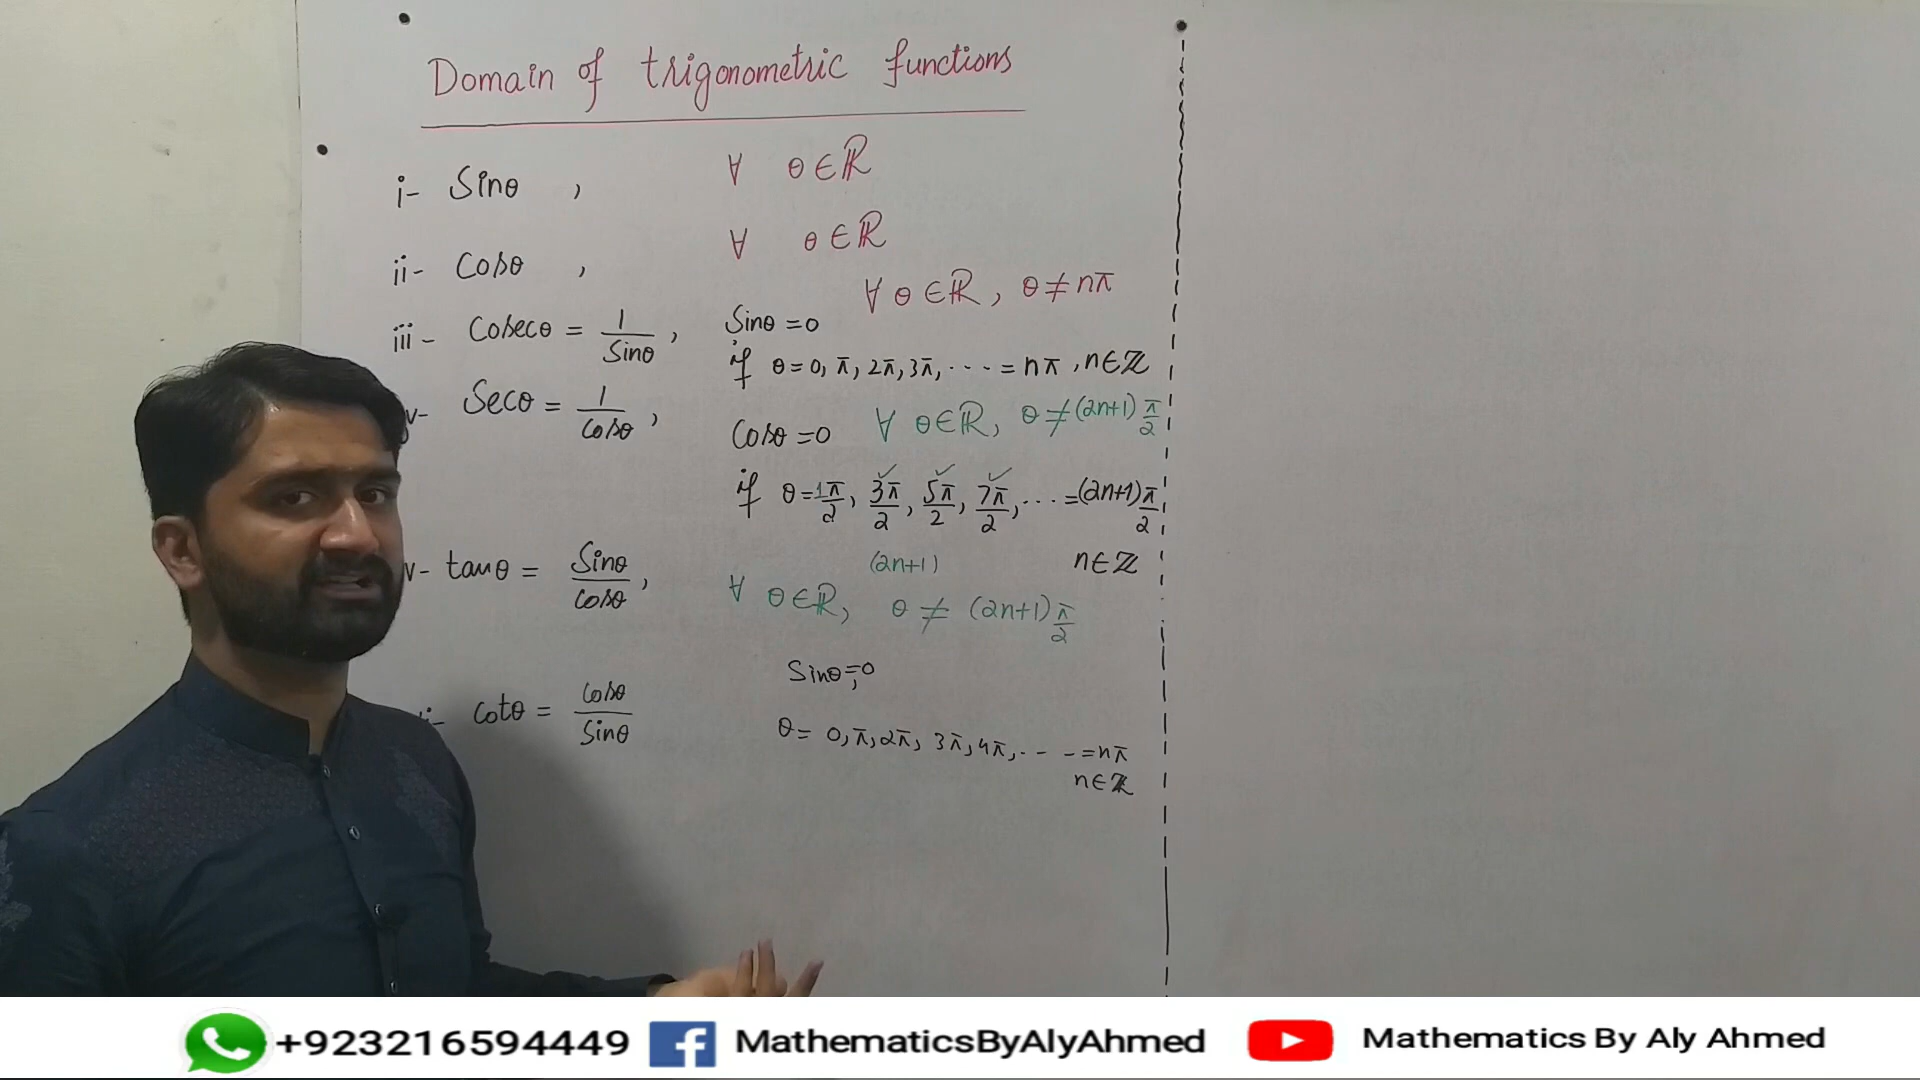 Domain of trigonometric functions
i- Sinθ , ∀ θ∈ℝ
ii- Cosθ , ∀ θ∈ℝ
∀ θ∈ℝ, θ≠nπ
iii- Cosecθ = 1/Sinθ , Sinθ=0
if θ=0, π, 2π, 3π, ···· = nπ , n∈ℤ
v- Secθ = 1/Cosθ , Cosθ=0 ∀ θ∈ℝ, θ≠(2n+1)π/2
if θ=1π/2, 3π/2, 5π/2, 7π/2, ··· =(2n+1)π/2
n∈ℤ
(2n+1)
v- tanθ = Sinθ/Cosθ , ∀ θ∈ℝ, θ ≠ (2n+1)π/2
Sinθ=0 ,
i- Cotθ = Cosθ/Sinθ
θ= 0,π,2π, 3π,4π,·- - -=nπ
n∈ℤ
+923216594449 MathematicsByAlyAhmed Mathematics By Aly Ahmed